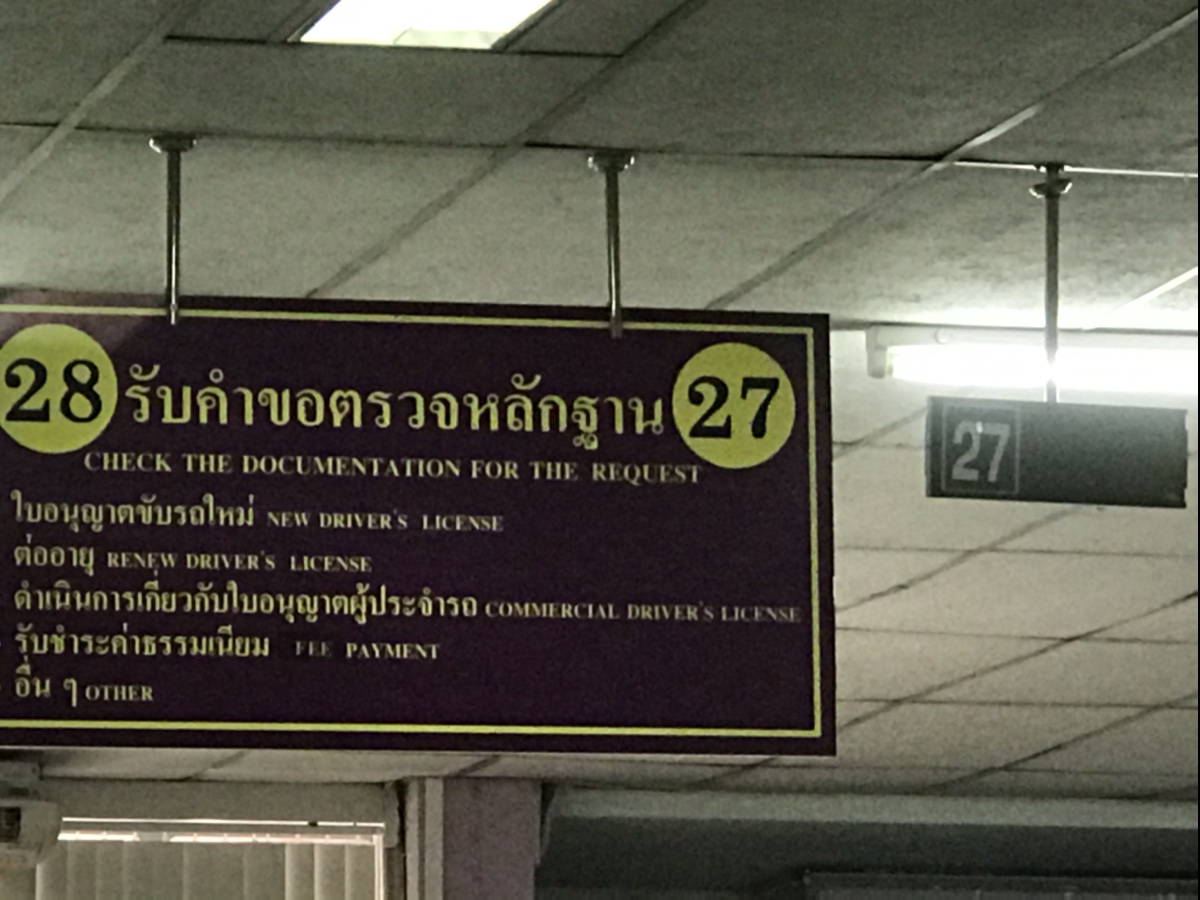 28 รับคำขอตรวจหลักฐาน 27
CHECK THE DOCUMENTATION FOR THE REQUEST
ใบอนุญาตขับรถใหม่ NEW DRIVER'S LICENSE
ต่ออายุ RENEW DRIVER'S LICENSE
ดำเนินการเกี่ยวกับใบอนุญาตผู้ประจำรถ COMMERCIAL DRIVER'S LICENSE
- รับชำระค่าธรรมเนียม FEE PAYMENT
- อื่น ๆ OTHER
27